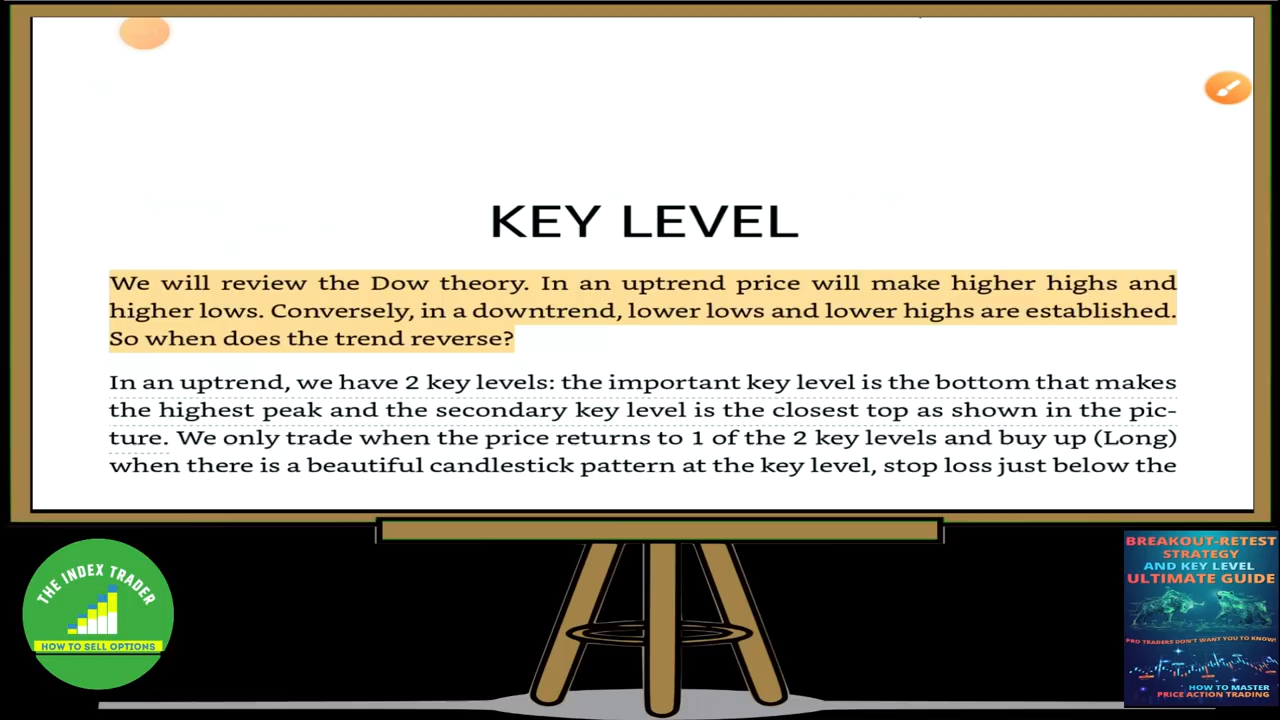 KEY LEVEL
We will review the Dow theory. In an uptrend price will make higher highs and
higher lows. Conversely, in a downtrend, lower lows and lower highs are established.
So when does the trend reverse?
In an uptrend, we have 2 key levels: the important key level is the bottom that makes
the highest peak and the secondary key level is the closest top as shown in the pic-
ture. We only trade when the price returns to 1 of the 2 key levels and buy up (Long)
when there is a beautiful candlestick pattern at the key level, stop loss just below the
THE INDEX TRADER
HOW TO SELL OPTIONS
BREAKOUT-RETEST
STRATEGY
AND KEY LEVEL
ULTIMATE GUIDE
PRO TRADERS DON'T WANT YOU TO KNOW!
HOW TO MASTER
PRICE ACTION TRADING